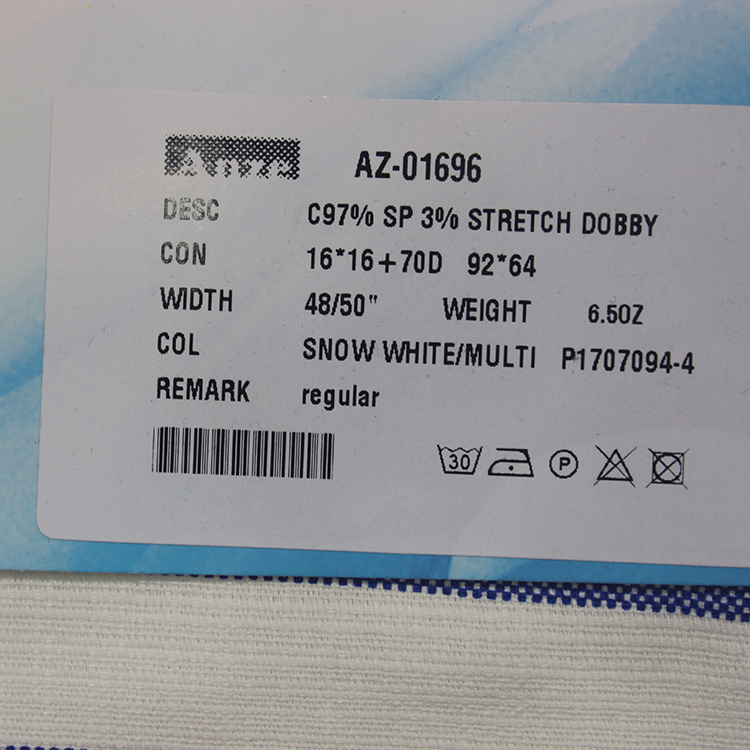 Anze AZ-01696
DESC C97% SP 3% STRETCH DOBBY
CON 16*16+70D 92*64
WIDTH 48/50" WEIGHT 6.5OZ
COL SNOW WHITE/MULTI P1707094-4
REMARK regular
30 P